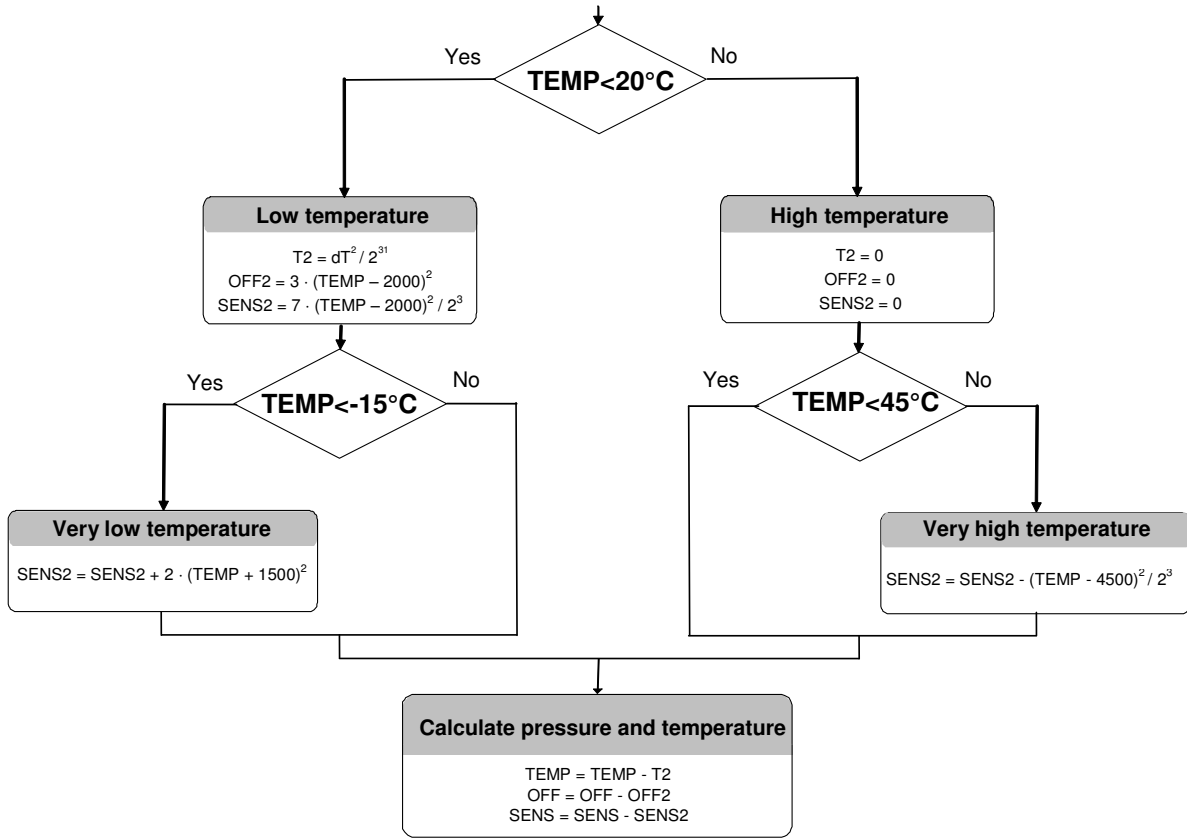 Yes
No
TEMP<20°C
Low temperature
T2 = dT² / 2³¹
OFF2 = 3 · (TEMP – 2000)²
SENS2 = 7 · (TEMP – 2000)² / 2³
High temperature
T2 = 0
OFF2 = 0
SENS2 = 0
Yes
No
TEMP<-15°C
Yes
No
TEMP<45°C
Very low temperature
SENS2 = SENS2 + 2 · (TEMP + 1500)²
Very high temperature
SENS2 = SENS2 - (TEMP - 4500)² / 2³
Calculate pressure and temperature
TEMP = TEMP - T2
OFF = OFF - OFF2
SENS = SENS - SENS2